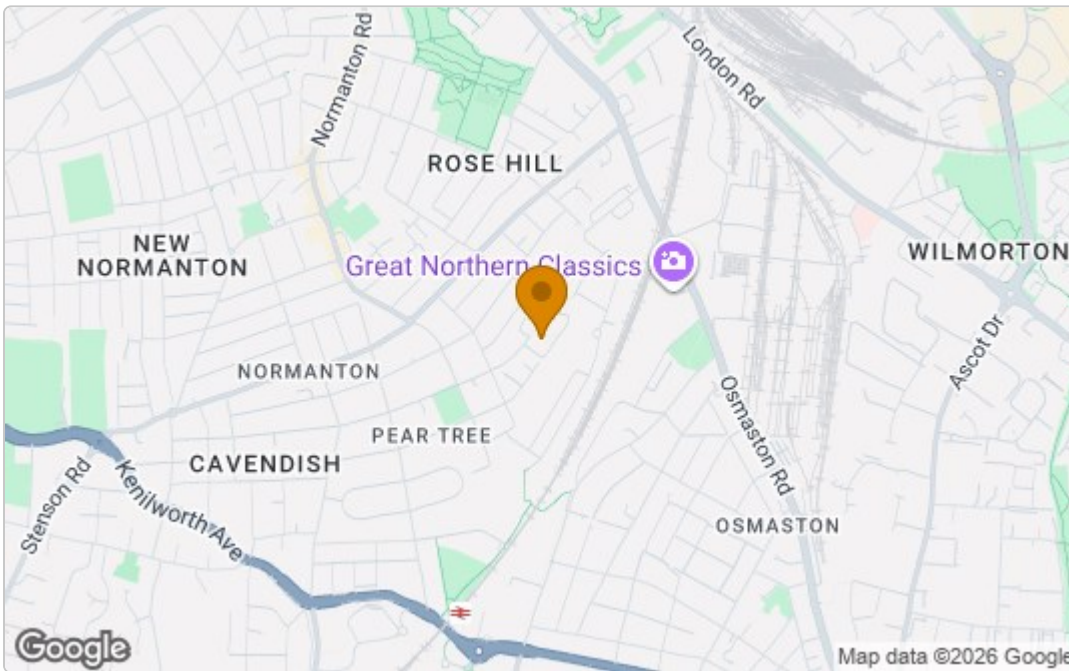 Normanton Rd
London Rd
ROSE HILL
NEW
NORMANTON
WILMORTON
Great Northern Classics
Ascot Dr
NORMANTON
Osmaston Rd
PEAR TREE
CAVENDISH
Stenson Rd
Kenilworth Ave
OSMASTON
Google
Map data ©2026 Google